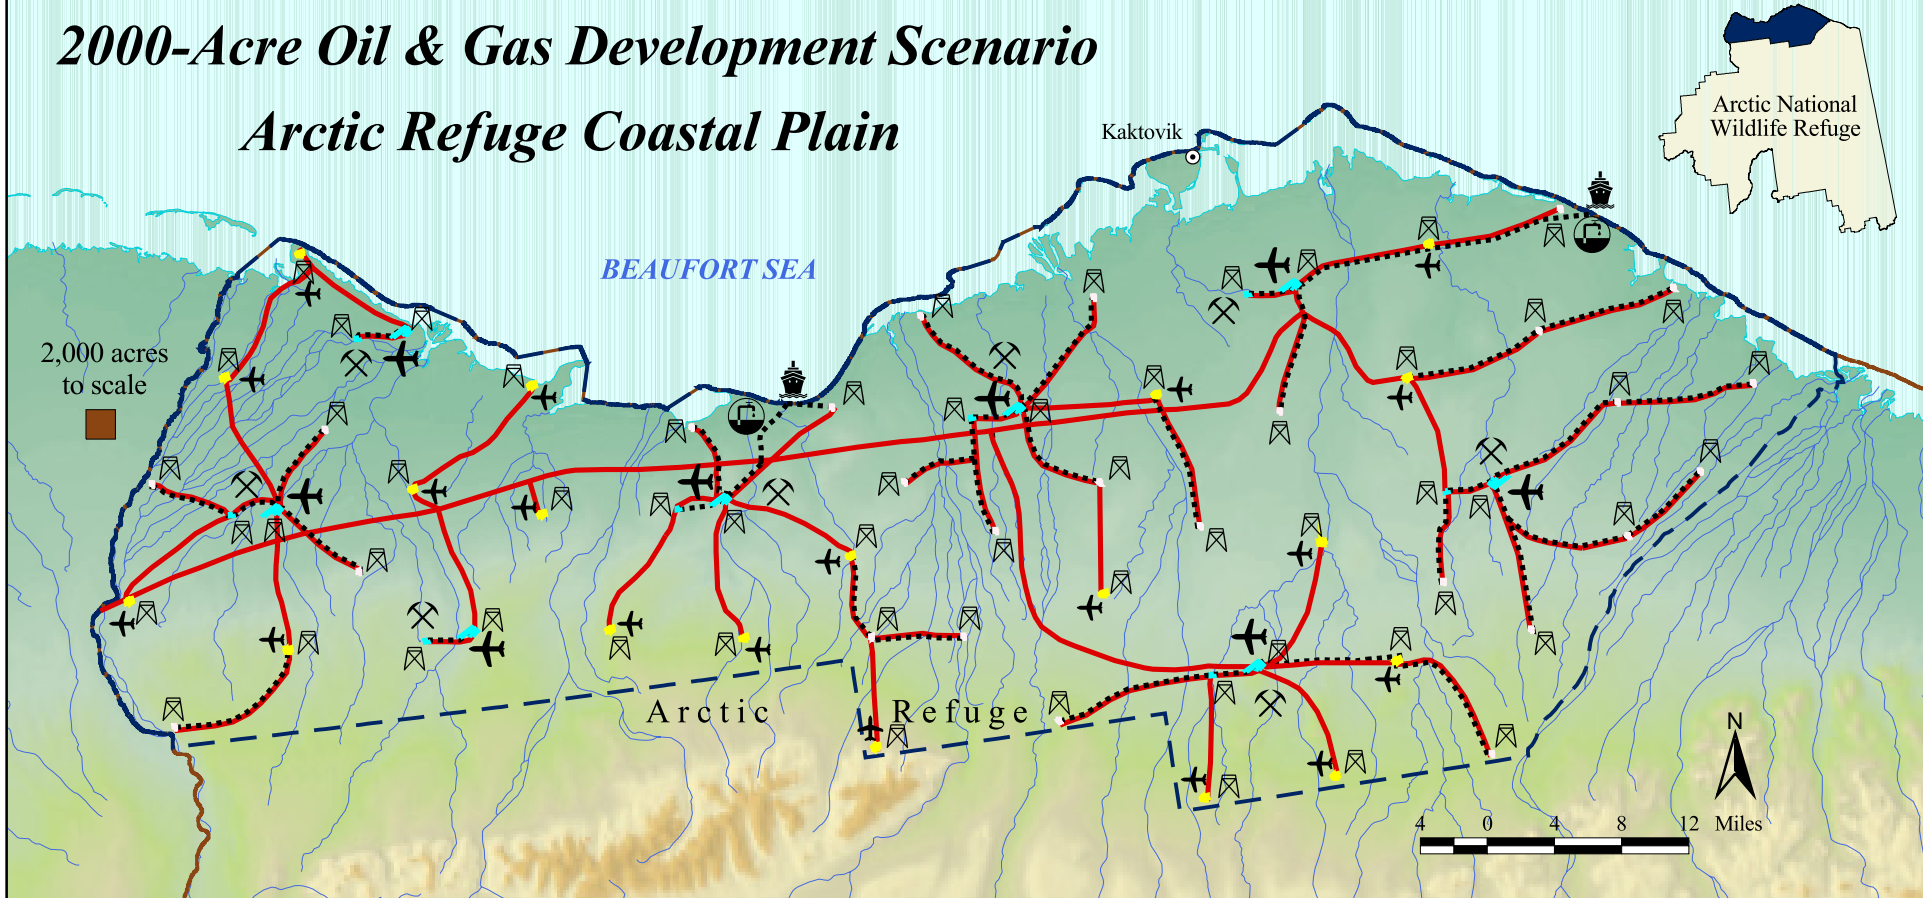 2000-Acre Oil & Gas Development Scenario
Arctic Refuge Coastal Plain
Arctic National
Wildlife Refuge
Kaktovik
BEAUFORT SEA
2,000 acres
to scale
Arctic Refuge
N
4 0 4 8 12 Miles